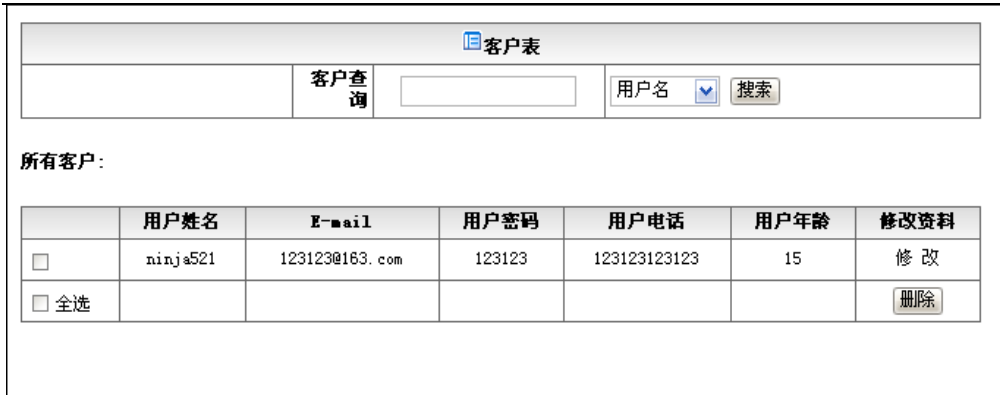 客户表
客户查
询
用户名
搜索
所有客户:
用户姓名 E-mail 用户密码 用户电话 用户年龄 修改资料
ninja521 123123@163.com 123123 123123123123 15 修 改
全选 删除